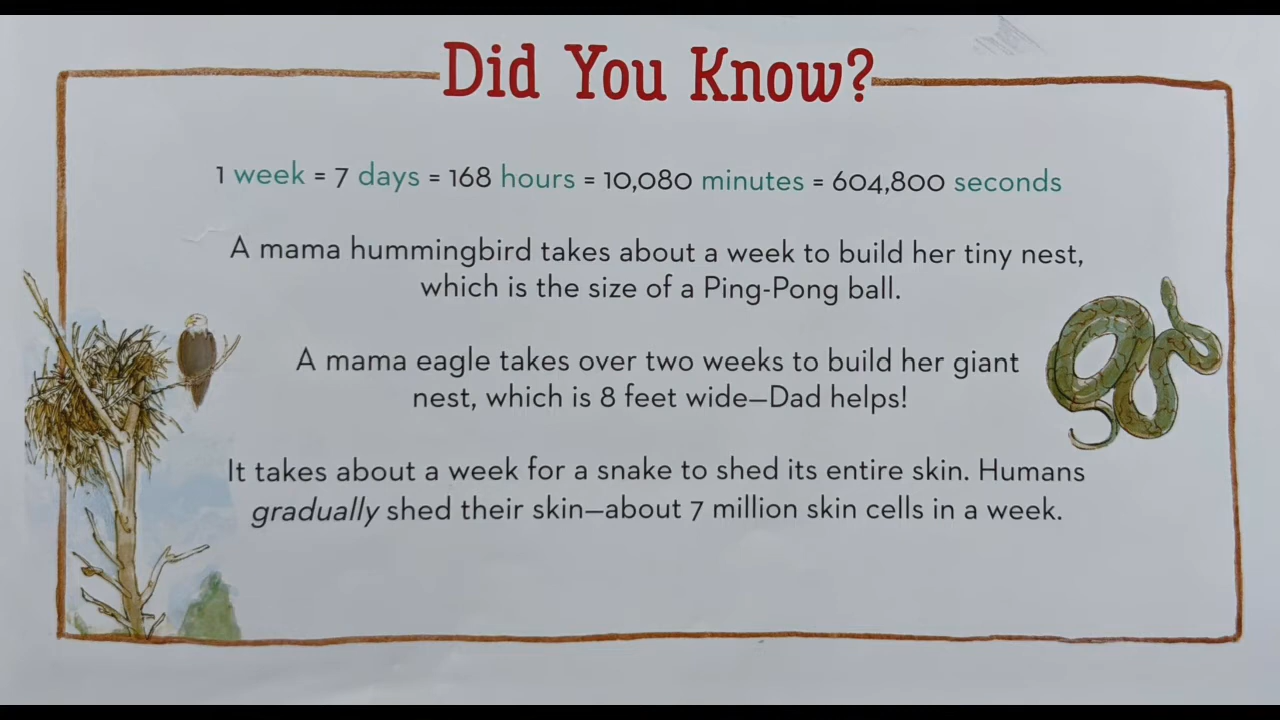 Did You Know?
1 week = 7 days = 168 hours = 10,080 minutes = 604,800 seconds
A mama hummingbird takes about a week to build her tiny nest,
which is the size of a Ping-Pong ball.
A mama eagle takes over two weeks to build her giant
nest, which is 8 feet wide—Dad helps!
It takes about a week for a snake to shed its entire skin. Humans
gradually shed their skin—about 7 million skin cells in a week.